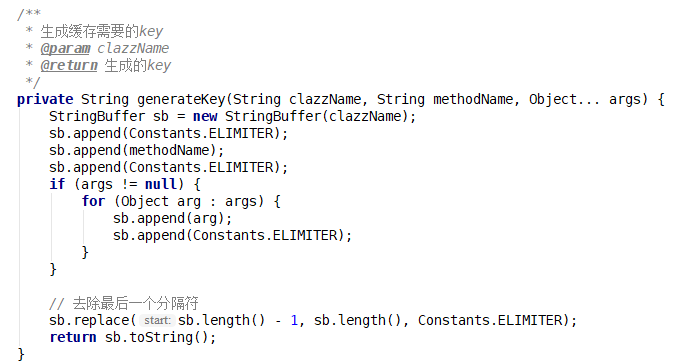 /**
 * 生成缓存需要的key
 * @param clazzName
 * @return 生成的key
 */
private String generateKey(String clazzName, String methodName, Object... args) {
    StringBuffer sb = new StringBuffer(clazzName);
    sb.append(Constants.ELIMITER);
    sb.append(methodName);
    sb.append(Constants.ELIMITER);
    if (args != null) {
        for (Object arg : args) {
            sb.append(arg);
            sb.append(Constants.ELIMITER);
        }
    }

    // 去除最后一个分隔符
    sb.replace( start: sb.length() - 1, sb.length(), Constants.ELIMITER);
    return sb.toString();
}